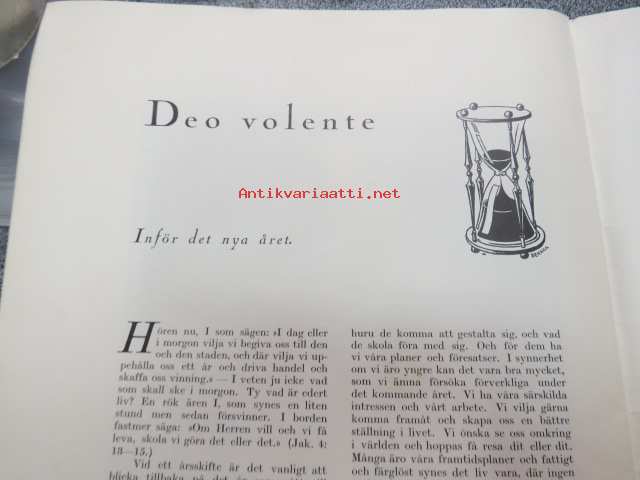 Deo volente
Antikvariaatti.net
Inför det nya året.
Hören nu, I som sägen: »I dag eller
i morgon vilja vi begiva oss till den
och den staden, och där vilja vi up-
pehålla oss ett år och driva handel och
skaffa oss vinning.» — I veten ju icke vad
som skall ske i morgon. Ty vad är edert
liv? En rök ären I, som synes en liten
stund men sedan försvinner. I borden
fastmer säga: »Om Herren vill och vi få
leva, skola vi göra det eller det.» (Jak. 4:
13—15.)
Vid ett årsskifte är det vanligt att
blicka tillbaka på det år som
huru de komma att gestalta sig, och vad
de skola föra med sig. Och för dem ha
vi våra planer och föresatser. I synnerhet
om vi äro yngre kan det vara bra mycket,
som vi ämna försöka förverkliga under
det kommande året. Vi ha våra särskilda
intressen och vårt arbete. Vi vilja gärna
komma framåt och skapa oss en bättre
ställning i livet. Vi önska se oss omkring
i världen och hoppas få resa dit eller dit.
Många äro våra framtidsplaner och fattigt
och färglöst synes det liv vara, där ingen